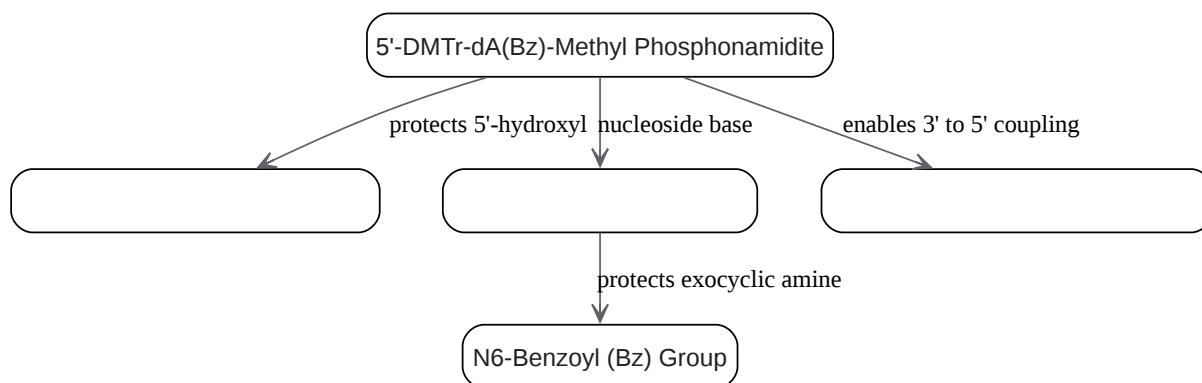 5'-DMTr-dA(Bz)-Methyl Phosphonamidite
protects 5'-hydroxyl
nucleoside base
enables 3' to 5' coupling
protects exocyclic amine
N6-Benzoyl (Bz) Group